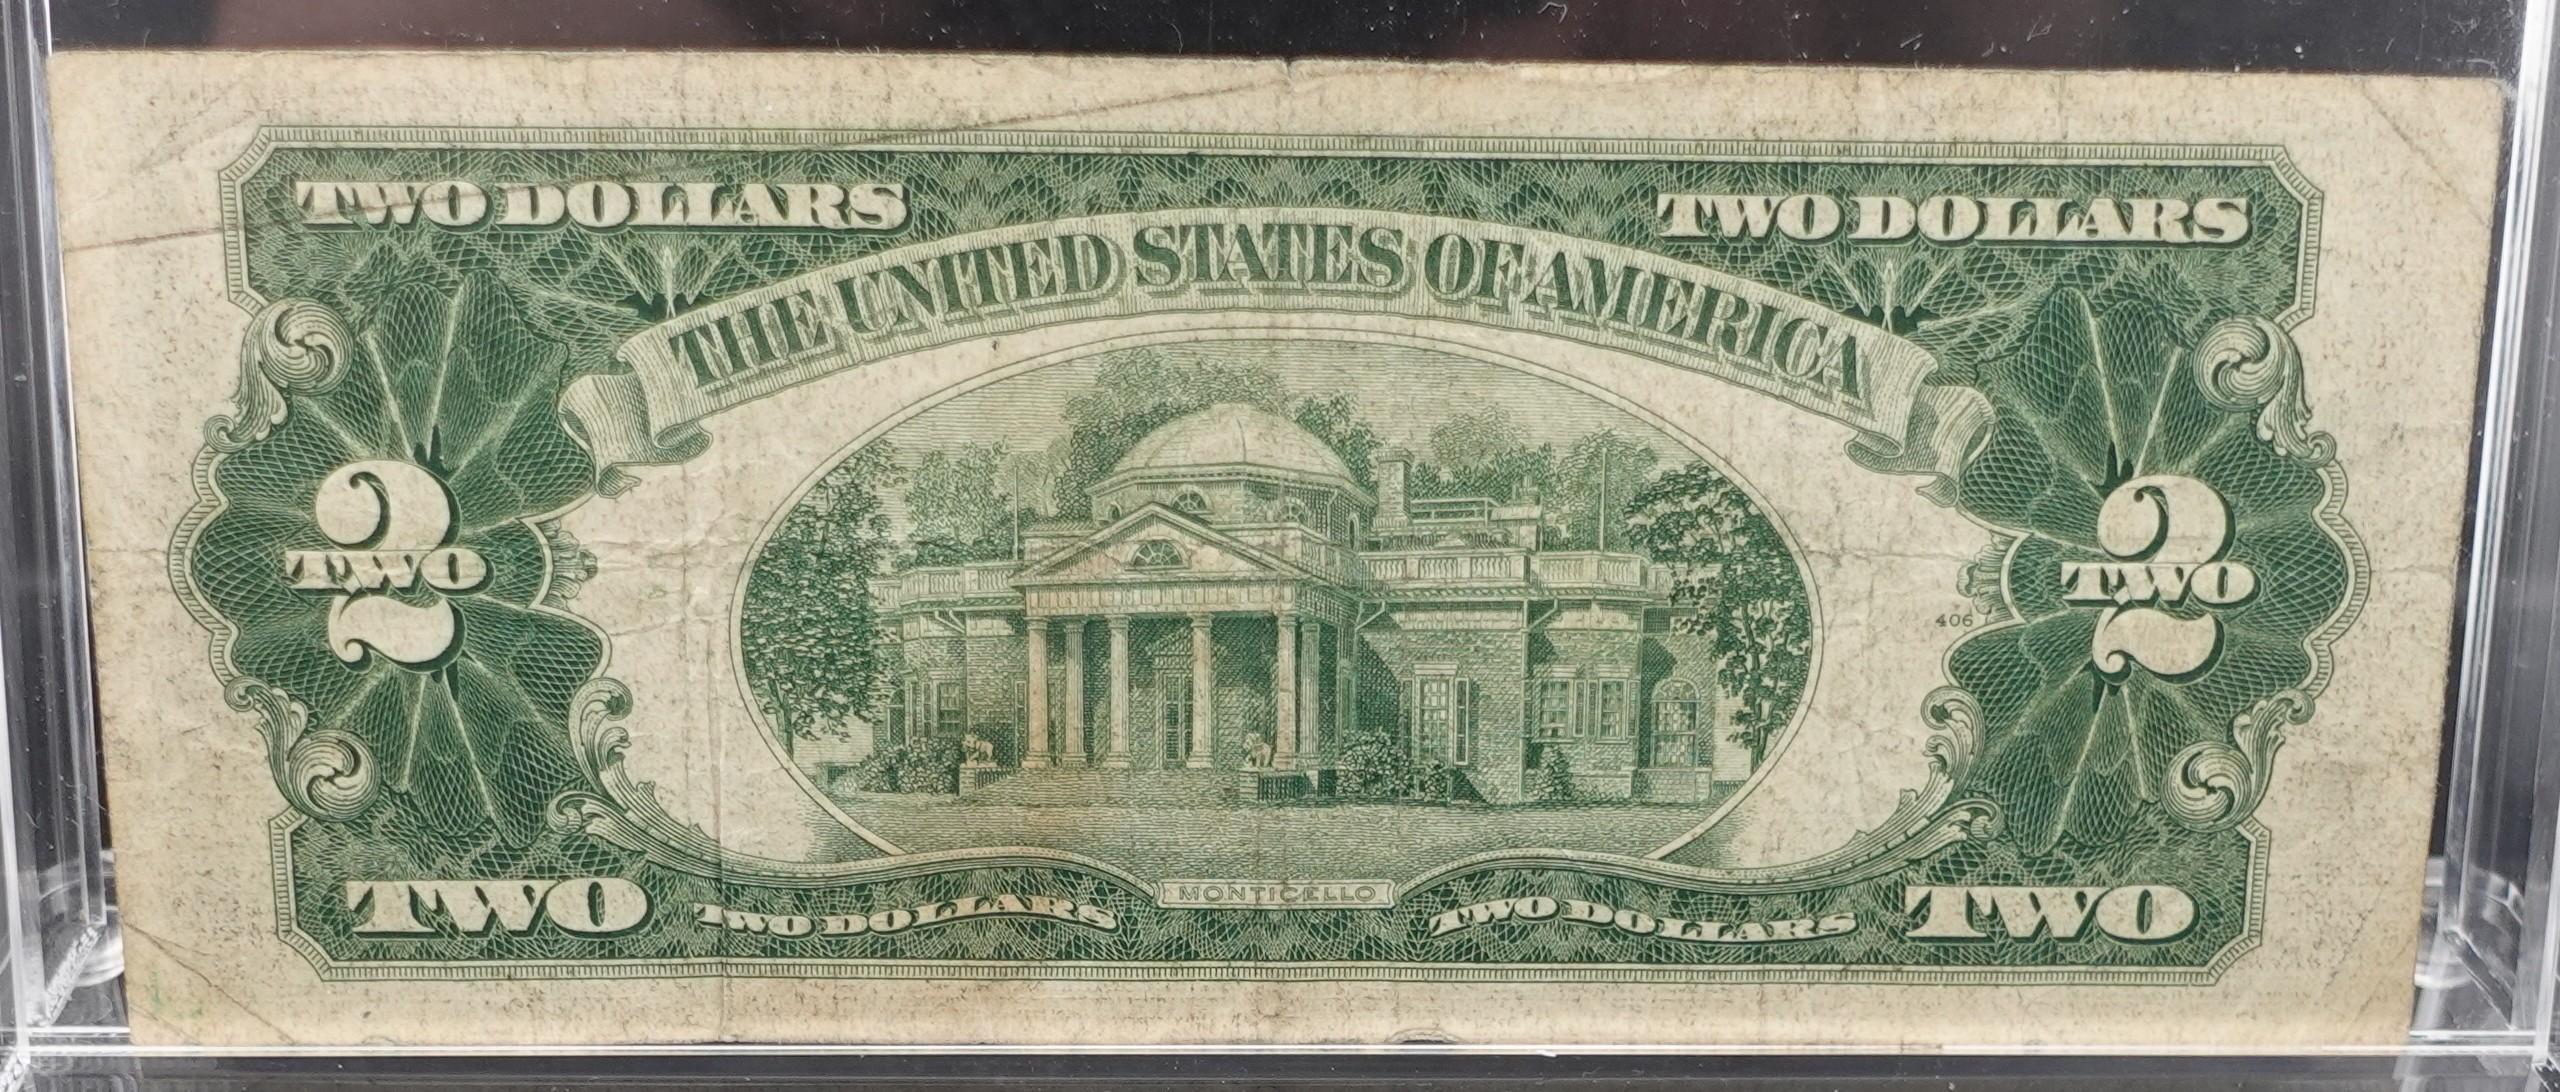 TWO DOLLARS TWO DOLLARS
THE UNITED STATES OF AMERICA
2 2
TWO TWO
406
MONTICELLO
TWO TWO DOLLARS TWO DOLLARS TWO